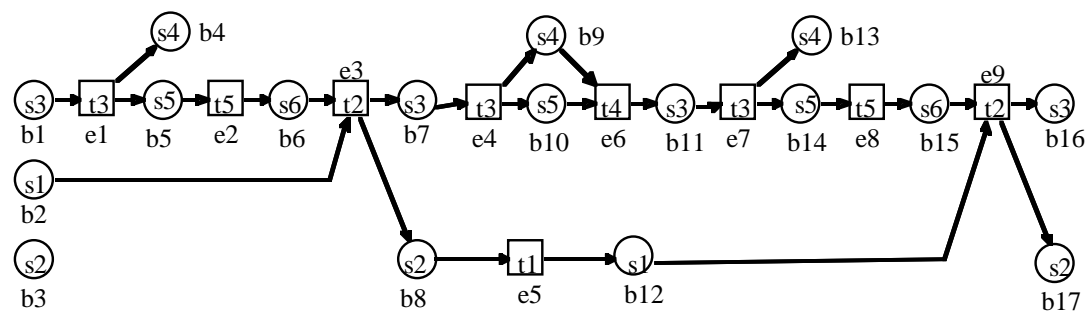 s4 b4 s4 b9 s4 b13
e3 e9
s3 t3 s5 t5 s6 t2 s3 t3 s5 t4 s3 t3 s5 t5 s6 t2 s3
b1 e1 b5 e2 b6 b7 e4 b10 e6 b11 e7 b14 e8 b15 b16
s1
b2
s2 s2 t1 s1 s2
b3 b8 e5 b12 b17